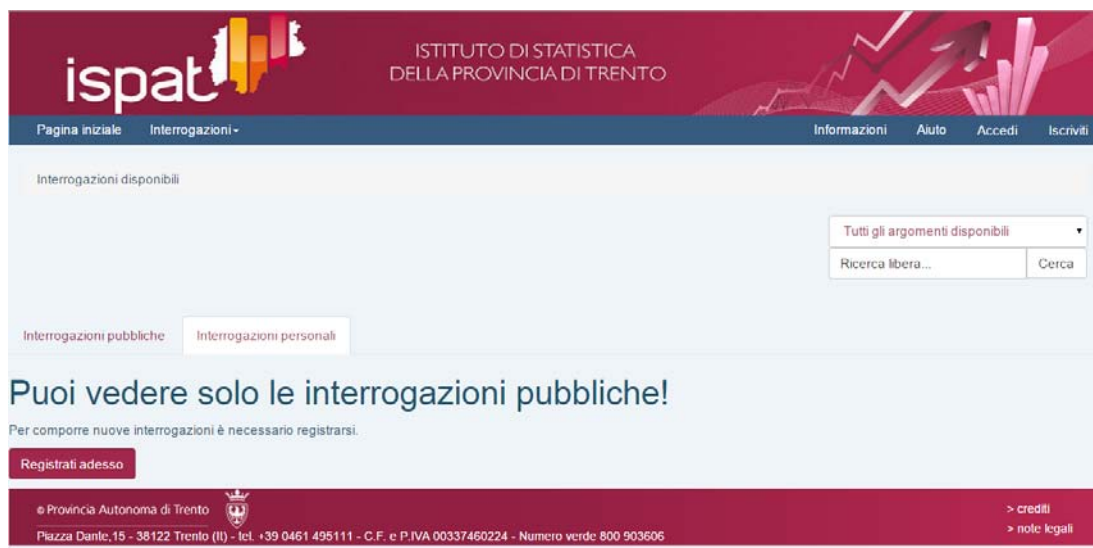 ispat
ISTITUTO DI STATISTICA
DELLA PROVINCIA DI TRENTO
Pagina iniziale Interrogazioni Informazioni Aiuto Accedi Iscriviti
Interrogazioni disponibili
Tutti gli argomenti disponibili
Ricerca libera... Cerca
Interrogazioni pubbliche Interrogazioni personali
Puoi vedere solo le interrogazioni pubbliche!
Per comporre nuove interrogazioni è necessario registrarsi.
Registrati adesso
© Provincia Autonoma di Trento > crediti
Piazza Dante,15 - 38122 Trento (It) - tel. +39 0461 495111 - C.F. e P.IVA 00337460224 - Numero verde 800 903606 > note legali